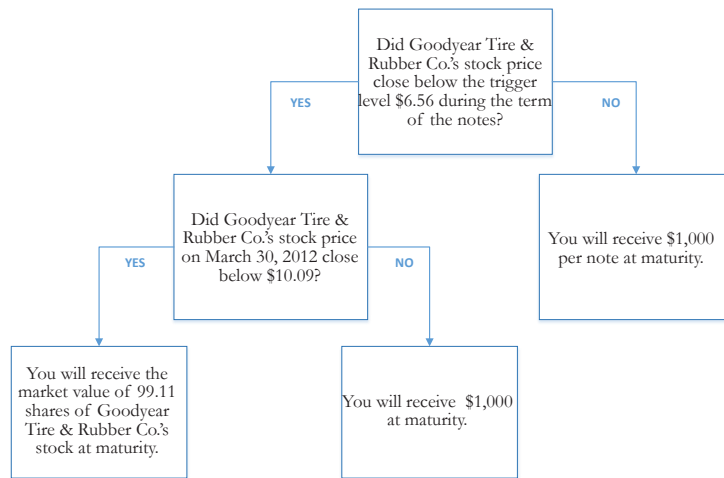 Did Goodyear Tire &
Rubber Co.'s stock price
close below the trigger
level $6.56 during the term
of the notes?
YES
NO
Did Goodyear Tire &
Rubber Co.'s stock price
on March 30, 2012 close
below $10.09?
You will receive $1,000
per note at maturity.
YES
NO
You will receive the
market value of 99.11
shares of Goodyear
Tire & Rubber Co.'s
stock at maturity.
You will receive $1,000
at maturity.